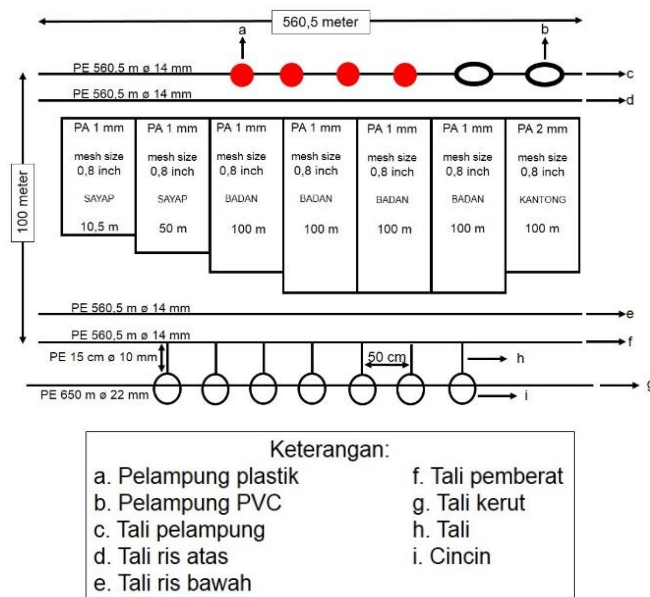 560,5 meter
a
b
PE 560,5 m ø 14 mm
c
PE 560,5 m ø 14 mm
d
100 meter
PA 1 mm
mesh size
0,8 inch
SAYAP
10,5 m
PA 1 mm
mesh size
0,8 inch
SAYAP
50 m
PA 1 mm
mesh size
0,8 inch
BADAN
100 m
PA 1 mm
mesh size
0,8 inch
BADAN
100 m
PA 1 mm
mesh size
0,8 inch
BADAN
100 m
PA 1 mm
mesh size
0,8 inch
BADAN
100 m
PA 2 mm
mesh size
0,8 inch
KANTONG
100 m
PE 560,5 m ø 14 mm
e
PE 560,5 m ø 14 mm
f
PE 15 cm ø 10 mm
50 cm
h
g
PE 650 m ø 22 mm
i
Keterangan:
a. Pelampung plastik
b. Pelampung PVC
c. Tali pelampung
d. Tali ris atas
e. Tali ris bawah
f. Tali pemberat
g. Tali kerut
h. Tali
i. Cincin